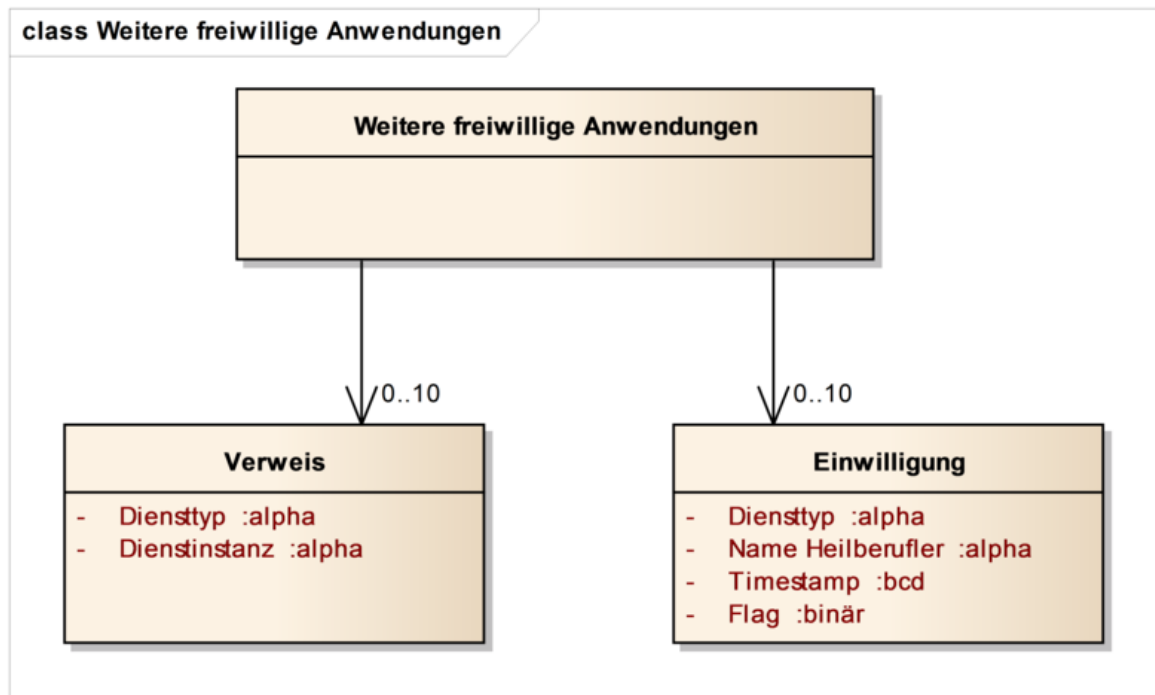 class Weitere freiwillige Anwendungen
Weitere freiwillige Anwendungen
0..10
0..10
Verweis
- Diensttyp :alpha
- Dienstinstanz :alpha
Einwilligung
- Diensttyp :alpha
- Name Heilberufler :alpha
- Timestamp :bcd
- Flag :binär